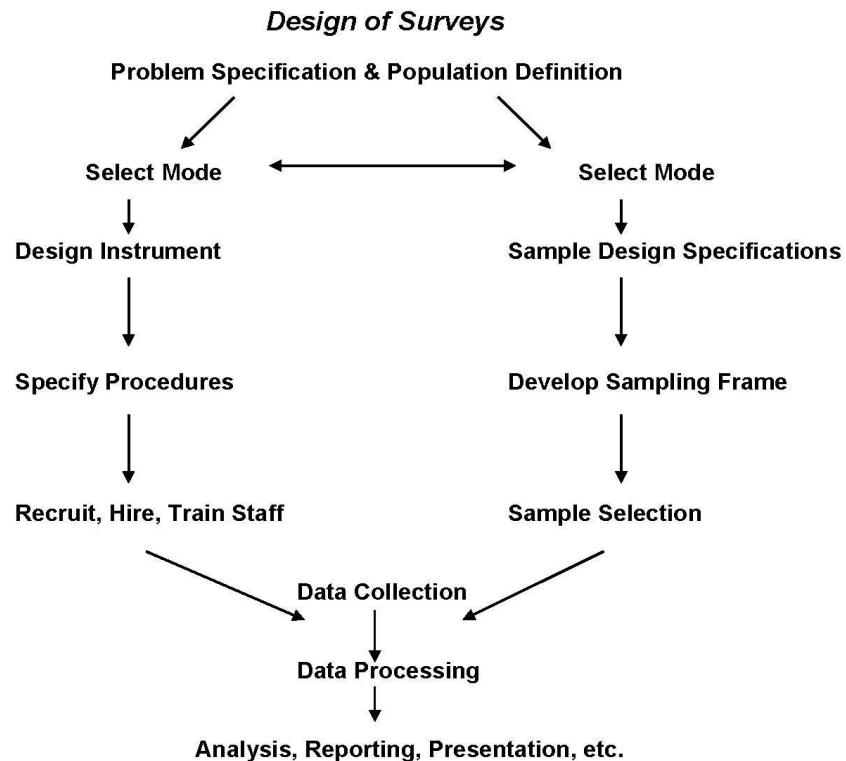 Design of Surveys
Problem Specification & Population Definition
Select Mode
Select Mode
Design Instrument
Sample Design Specifications
Specify Procedures
Develop Sampling Frame
Recruit, Hire, Train Staff
Sample Selection
Data Collection
Data Processing
Analysis, Reporting, Presentation, etc.